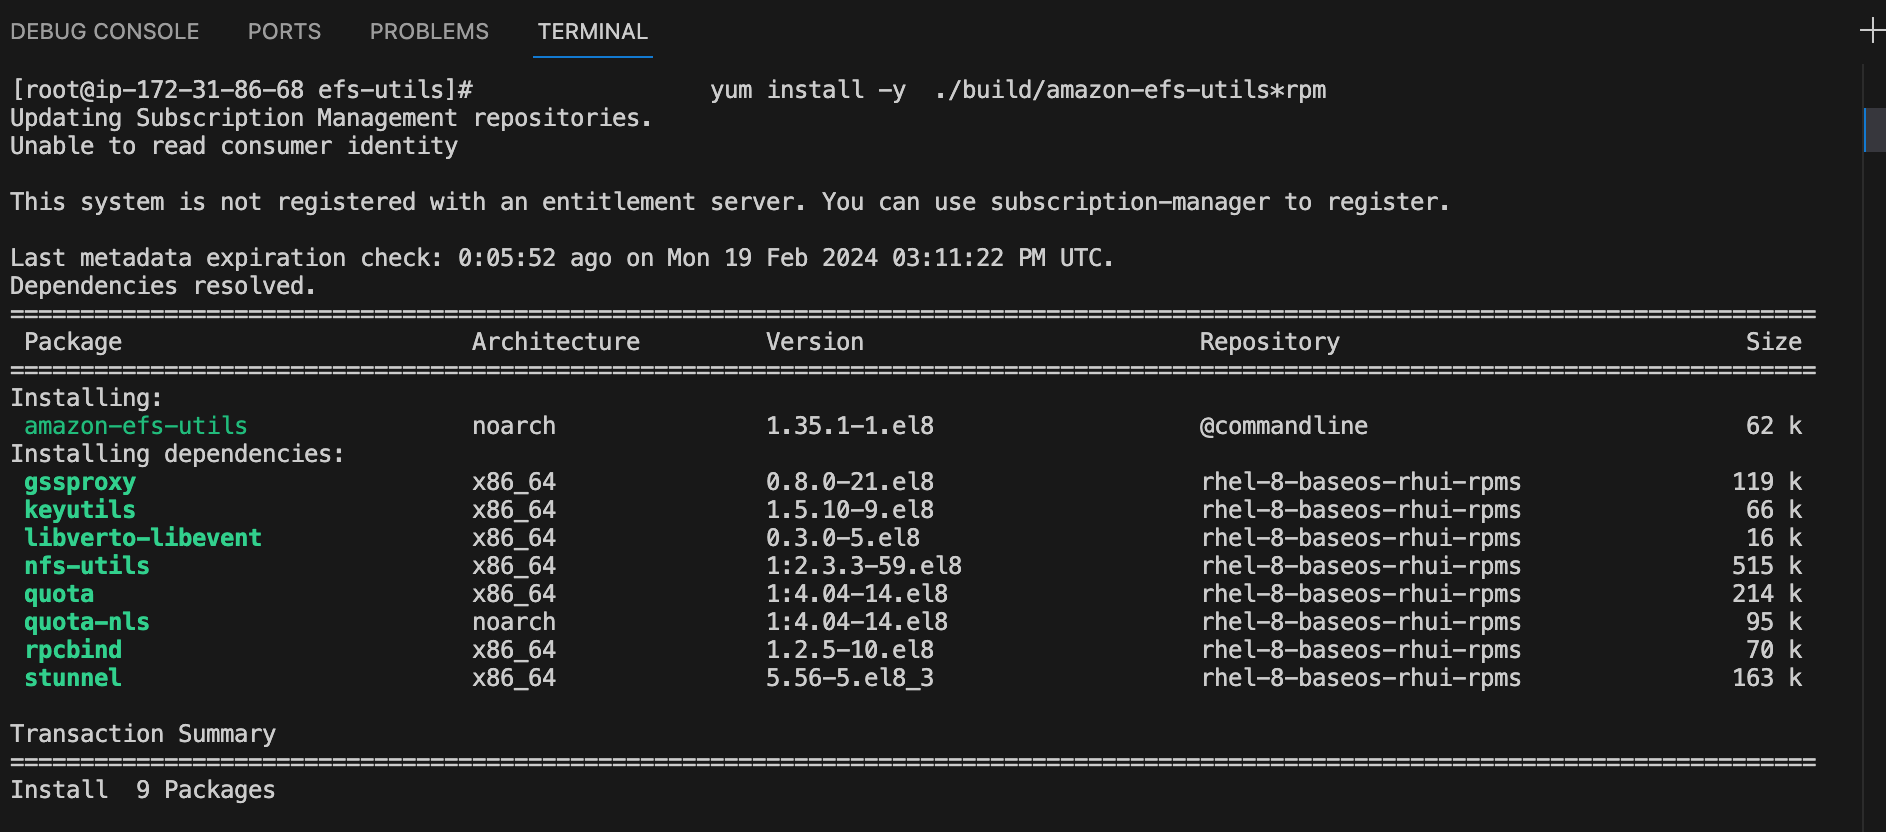 DEBUG CONSOLE PORTS PROBLEMS TERMINAL
[root@ip-172-31-86-68 efs-utils]# yum install -y ./build/amazon-efs-utils*rpm
Updating Subscription Management repositories.
Unable to read consumer identity
This system is not registered with an entitlement server. You can use subscription-manager to register.
Last metadata expiration check: 0:05:52 ago on Mon 19 Feb 2024 03:11:22 PM UTC.
Dependencies resolved.
Package Architecture Version Repository Size
Installing:
amazon-efs-utils noarch 1.35.1-1.el8 @commandline 62 k
Installing dependencies:
gssproxy x86_64 0.8.0-21.el8 rhel-8-baseos-rhui-rpms 119 k
keyutils x86_64 1.5.10-9.el8 rhel-8-baseos-rhui-rpms 66 k
libverto-libevent x86_64 0.3.0-5.el8 rhel-8-baseos-rhui-rpms 16 k
nfs-utils x86_64 1:2.3.3-59.el8 rhel-8-baseos-rhui-rpms 515 k
quota x86_64 1:4.04-14.el8 rhel-8-baseos-rhui-rpms 214 k
quota-nls noarch 1:4.04-14.el8 rhel-8-baseos-rhui-rpms 95 k
rpcbind x86_64 1.2.5-10.el8 rhel-8-baseos-rhui-rpms 70 k
stunnel x86_64 5.56-5.el8_3 rhel-8-baseos-rhui-rpms 163 k
Transaction Summary
Install 9 Packages